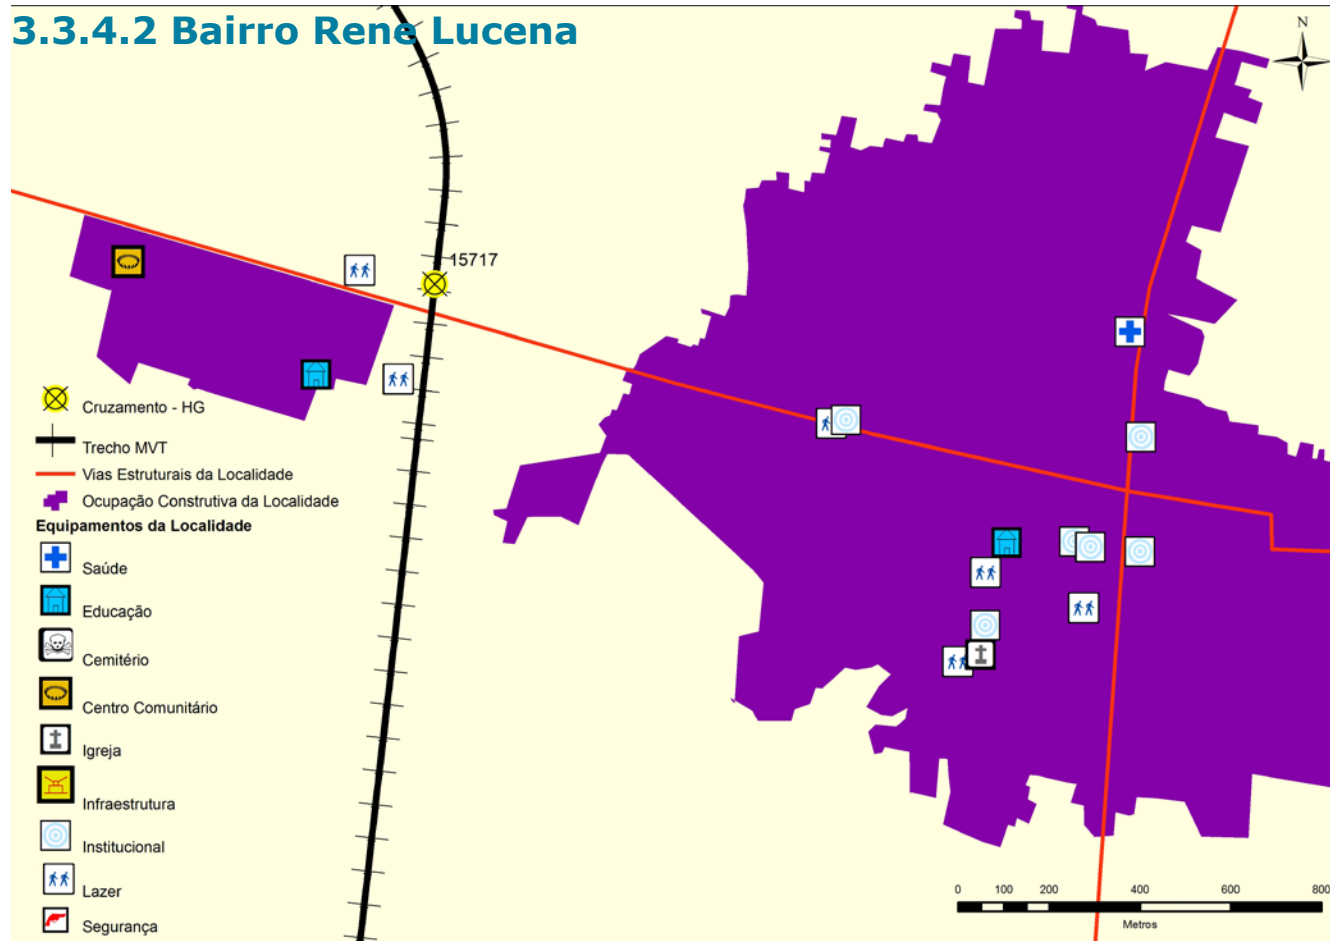 3.3.4.2 Bairro Rene Lucena
N
15717
Cruzamento - HG
Trecho MVT
Vias Estruturais da Localidade
Ocupação Construtiva da Localidade
Equipamentos da Localidade
Saúde
Educação
Cemitério
Centro Comunitário
Igreja
Infraestrutura
Institucional
Lazer
Segurança
0 100 200 400 600 800
Metros